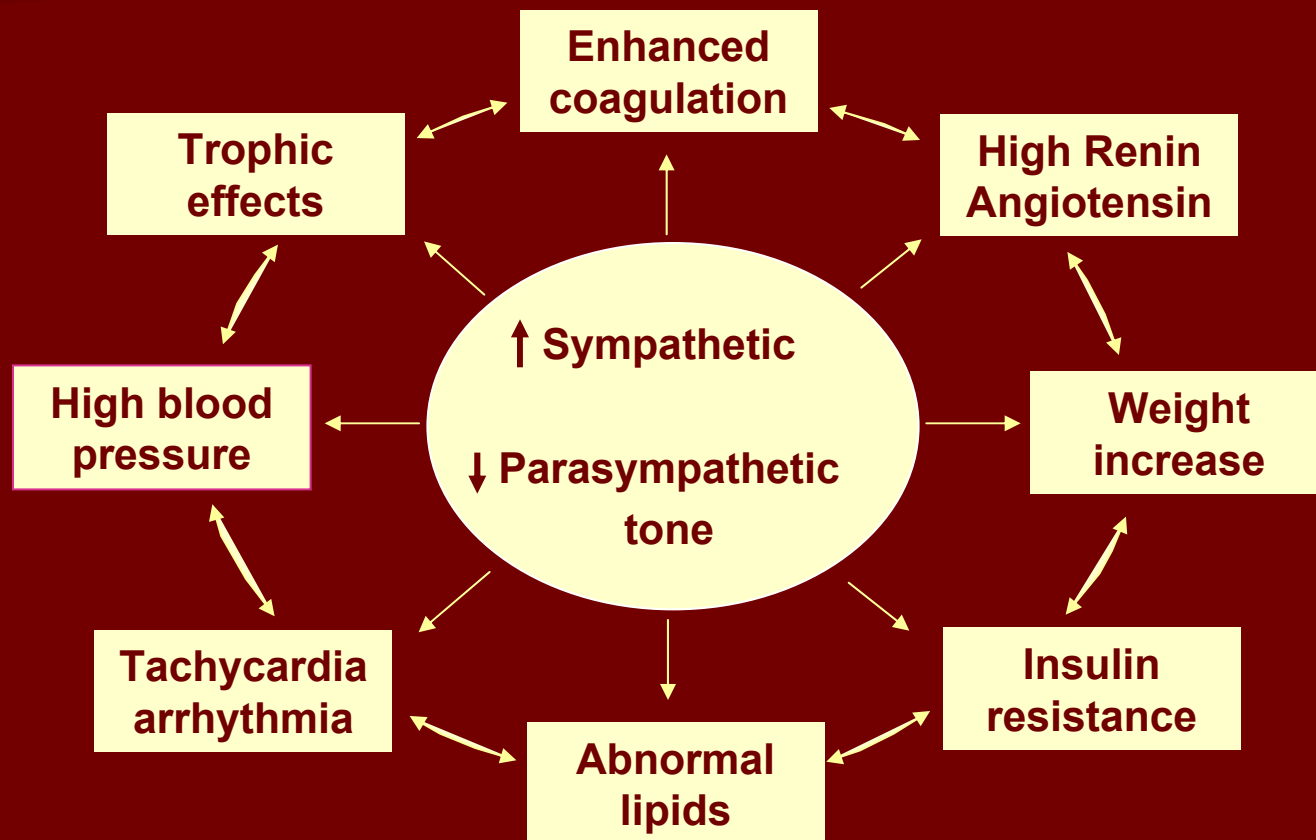 Enhanced
coagulation
Trophic
effects
High Renin
Angiotensin
↑ Sympathetic
↓ Parasympathetic
tone
High blood
pressure
Weight
increase
Tachycardia
arrhythmia
Insulin
resistance
Abnormal
lipids